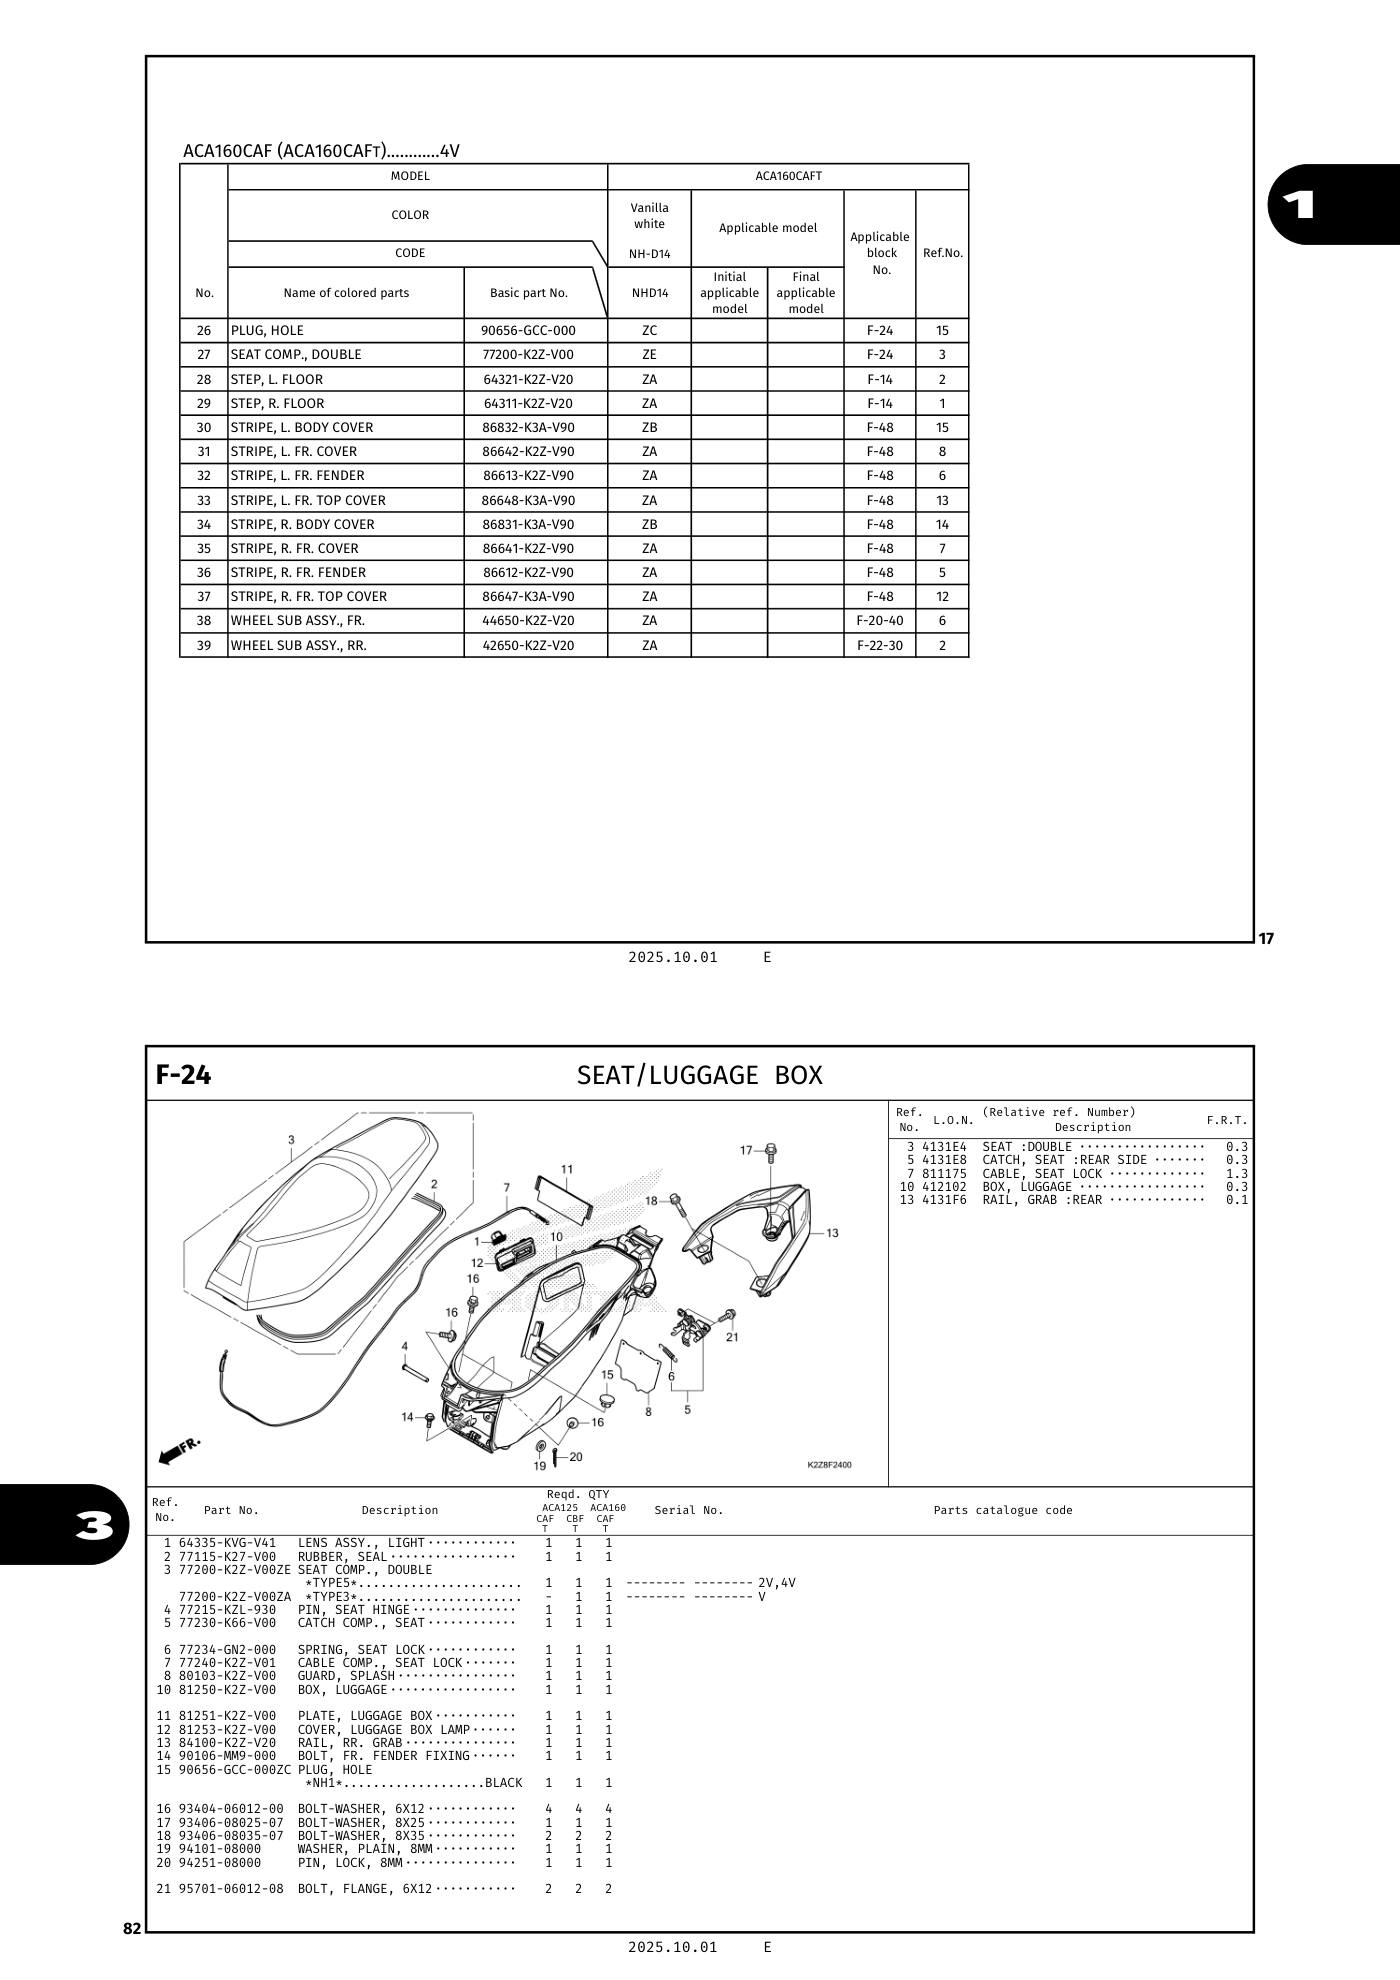 ACA160CAF (ACA160CAFT)............4V
MODEL ACA160CAFT
COLOR Vanilla white Applicable model Applicable block No. Ref.No.
CODE NH-D14
No. Name of colored parts Basic part No. NHD14 Initial applicable model Final applicable model
26 PLUG, HOLE 90656-GCC-000 ZC F-24 15
27 SEAT COMP., DOUBLE 77200-K2Z-V00 ZE F-24 3
28 STEP, L. FLOOR 64321-K2Z-V20 ZA F-14 2
29 STEP, R. FLOOR 64311-K2Z-V20 ZA F-14 1
30 STRIPE, L. BODY COVER 86832-K3A-V90 ZB F-48 15
31 STRIPE, L. FR. COVER 86642-K2Z-V90 ZA F-48 8
32 STRIPE, L. FR. FENDER 86613-K2Z-V90 ZA F-48 6
33 STRIPE, L. FR. TOP COVER 86648-K3A-V90 ZA F-48 13
34 STRIPE, R. BODY COVER 86831-K3A-V90 ZB F-48 14
35 STRIPE, R. FR. COVER 86641-K2Z-V90 ZA F-48 7
36 STRIPE, R. FR. FENDER 86612-K2Z-V90 ZA F-48 5
37 STRIPE, R. FR. TOP COVER 86647-K3A-V90 ZA F-48 12
38 WHEEL SUB ASSY., FR. 44650-K2Z-V20 ZA F-20-40 6
39 WHEEL SUB ASSY., RR. 42650-K2Z-V20 ZA F-22-30 2
1
17
2025.10.01 E
F-24 SEAT/LUGGAGE BOX
3
2
7
11
17
18
13
1
10
12
16
16
4
21
6
15
5
8
14
16
19
20
FR.
HONDA
K2Z8F2400
Ref. No. L.O.N. (Relative ref. Number) Description F.R.T.
3 4131E4 SEAT :DOUBLE ················· 0.3
5 4131E8 CATCH, SEAT :REAR SIDE ······· 0.3
7 811175 CABLE, SEAT LOCK ············· 1.3
10 412102 BOX, LUGGAGE ················· 0.3
13 4131F6 RAIL, GRAB :REAR ············· 0.1
3
Ref. No. Part No. Description Reqd. QTY Serial No. Parts catalogue code
ACA125 ACA160
CAF CBF CAF
T T
1 64335-KVG-V41 LENS ASSY., LIGHT············ 1 1 1
2 77115-K27-V00 RUBBER, SEAL················· 1 1 1
3 77200-K2Z-V00ZE SEAT COMP., DOUBLE
*TYPE5*...................... 1 1 1 -------- -------- 2V,4V
77200-K2Z-V00ZA *TYPE3*...................... - 1 1 -------- -------- V
4 77215-KZL-930 PIN, SEAT HINGE·············· 1 1 1
5 77230-K66-V00 CATCH COMP., SEAT············ 1 1 1
6 77234-GN2-000 SPRING, SEAT LOCK············ 1 1 1
7 77240-K2Z-V01 CABLE COMP., SEAT LOCK······· 1 1 1
8 80103-K2Z-V00 GUARD, SPLASH················ 1 1 1
10 81250-K2Z-V00 BOX, LUGGAGE················· 1 1 1
11 81251-K2Z-V00 PLATE, LUGGAGE BOX··········· 1 1 1
12 81253-K2Z-V00 COVER, LUGGAGE BOX LAMP······ 1 1 1
13 84100-K2Z-V20 RAIL, RR. GRAB··············· 1 1 1
14 90106-MM9-000 BOLT, FR. FENDER FIXING······ 1 1 1
15 90656-GCC-000ZC PLUG, HOLE
*NH1*...................BLACK 1 1 1
16 93404-06012-00 BOLT-WASHER, 6X12············ 4 4 4
17 93406-08025-07 BOLT-WASHER, 8X25············ 1 1 1
18 93406-08035-07 BOLT-WASHER, 8X35············ 2 2 2
19 94101-08000 WASHER, PLAIN, 8MM··········· 1 1 1
20 94251-08000 PIN, LOCK, 8MM··············· 1 1 1
21 95701-06012-08 BOLT, FLANGE, 6X12··········· 2 2 2
82
2025.10.01 E